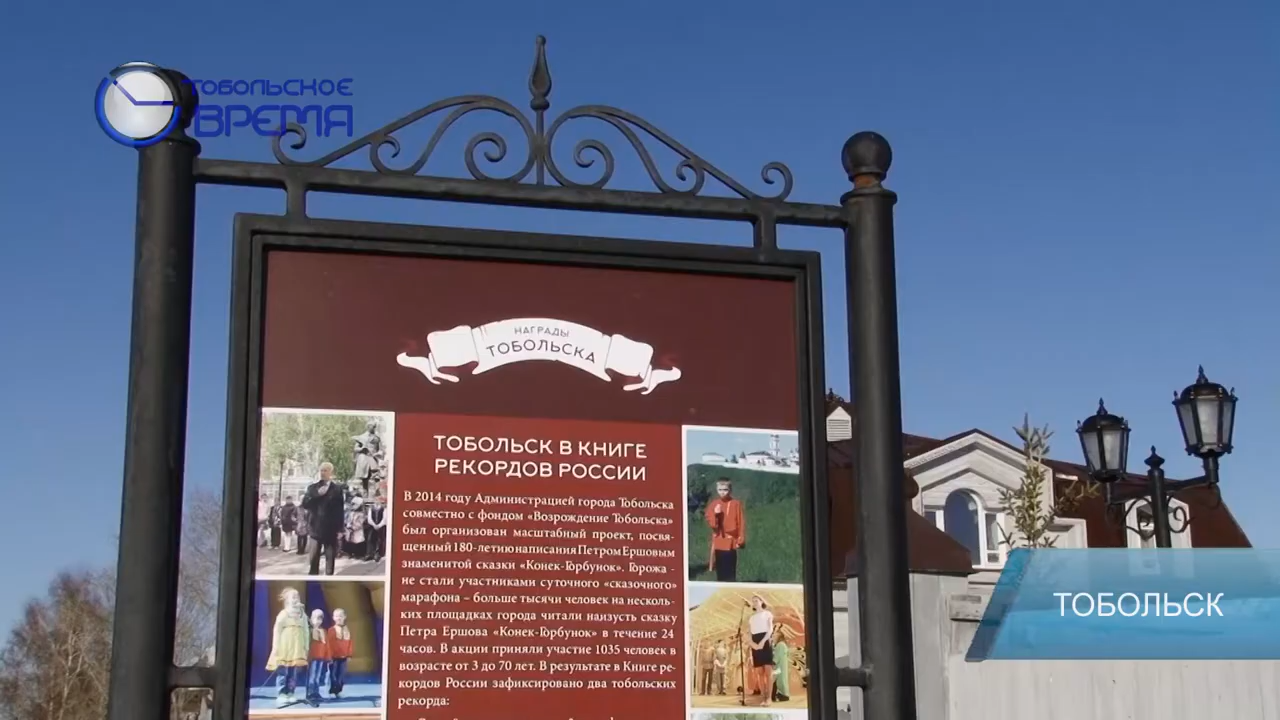 ТОБОЛЬСКОЕ
ВРЕМЯ
НАГРАДЫ
ТОБОЛЬСКА
ТОБОЛЬСК В КНИГЕ
РЕКОРДОВ РОССИИ
В 2014 году Администрацией города Тобольска
совместно с фондом «Возрождение Тобольска»
был организован масштабный проект, посвя-
щенный 180-летию написания Петром Ершовым
знаменитой сказки «Конек-Горбунок». Горожа -
не стали участниками суточного «сказочного»
марафона – больше тысячи человек на несколь-
ких площадках города читали наизусть сказку
Петра Ершова «Конек-Горбунок» в течение 24
часов. В акции приняли участие 1035 человек в
возрасте от 3 до 70 лет. В результате в Книге ре-
кордов России зафиксировано два тобольских
рекорда:
ТОБОЛЬСК